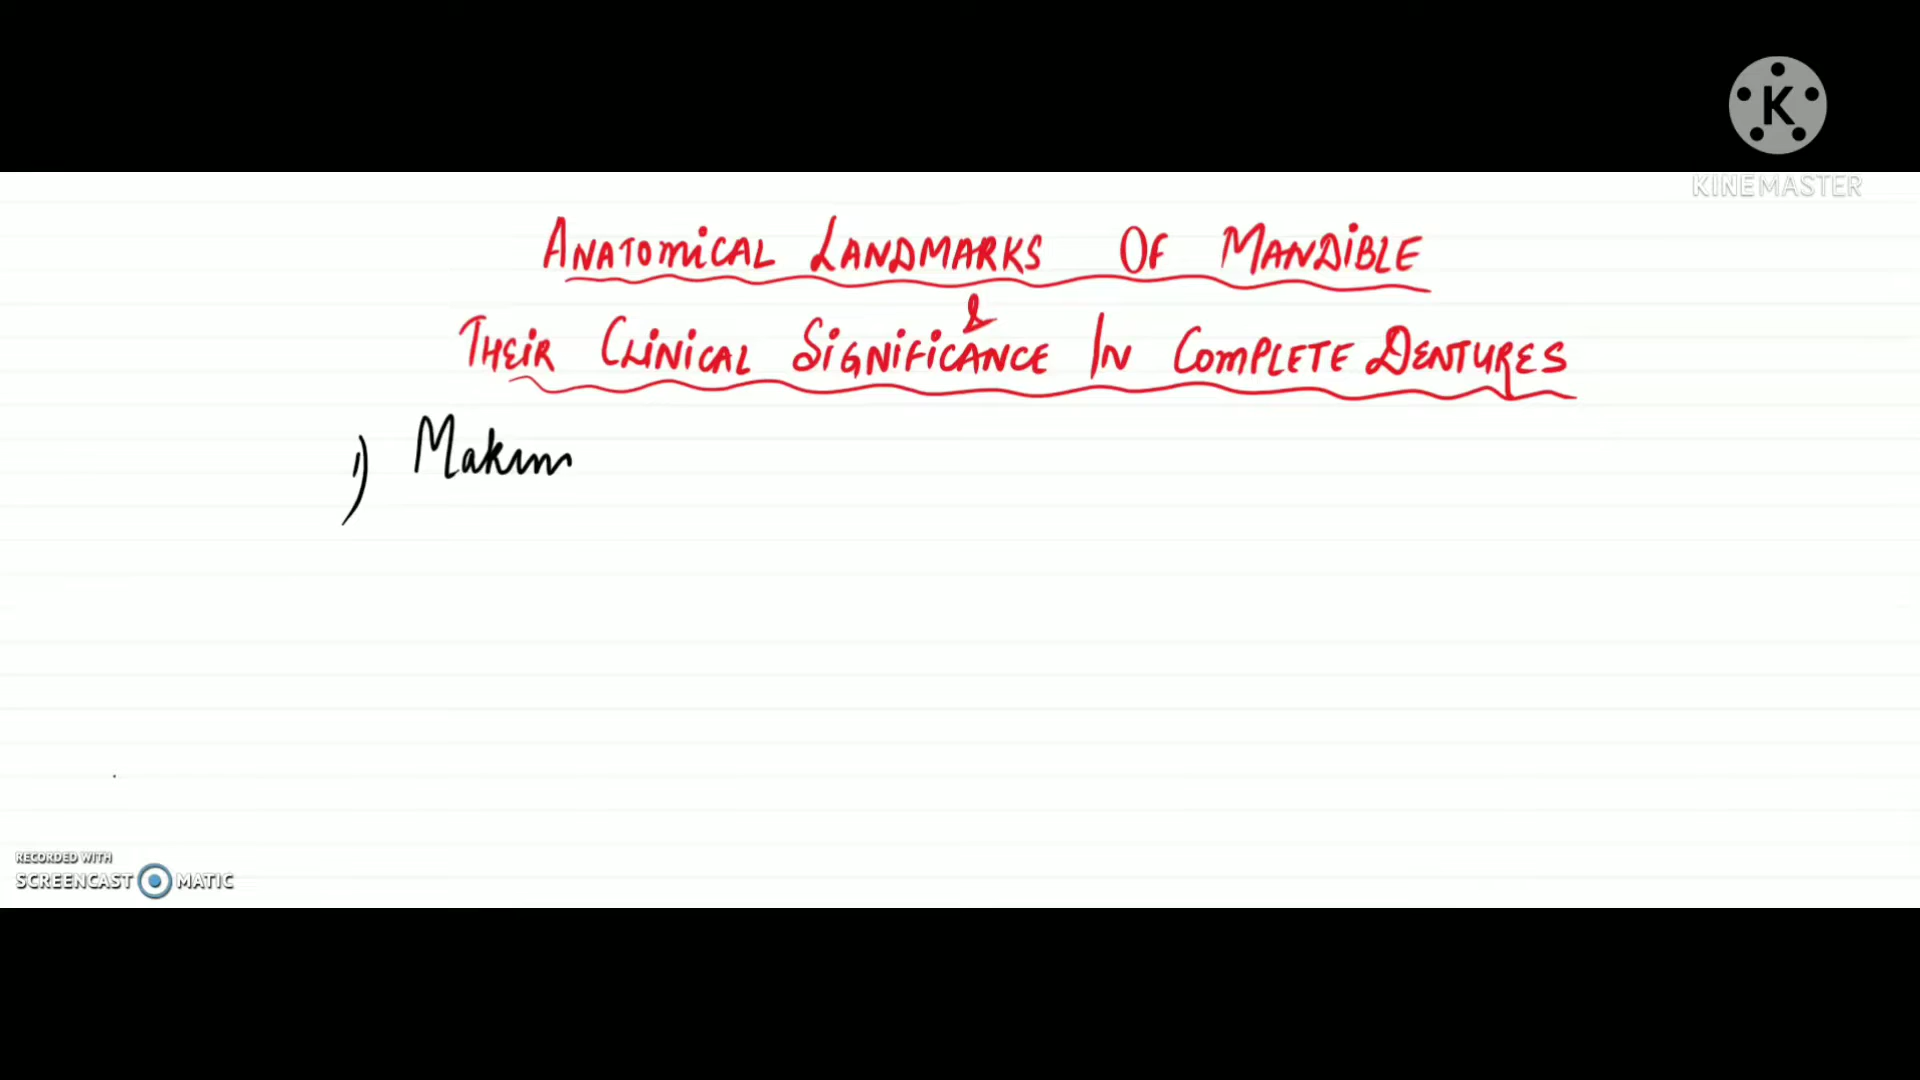 K
KINEMASTER
ANATOMICAL LANDMARKS OF MANDIBLE
&
THEIR CLINICAL SIGNIFICANCE IN COMPLETE DENTURES
1) Makin
RECORDED WITH
SCREENCAST MATIC